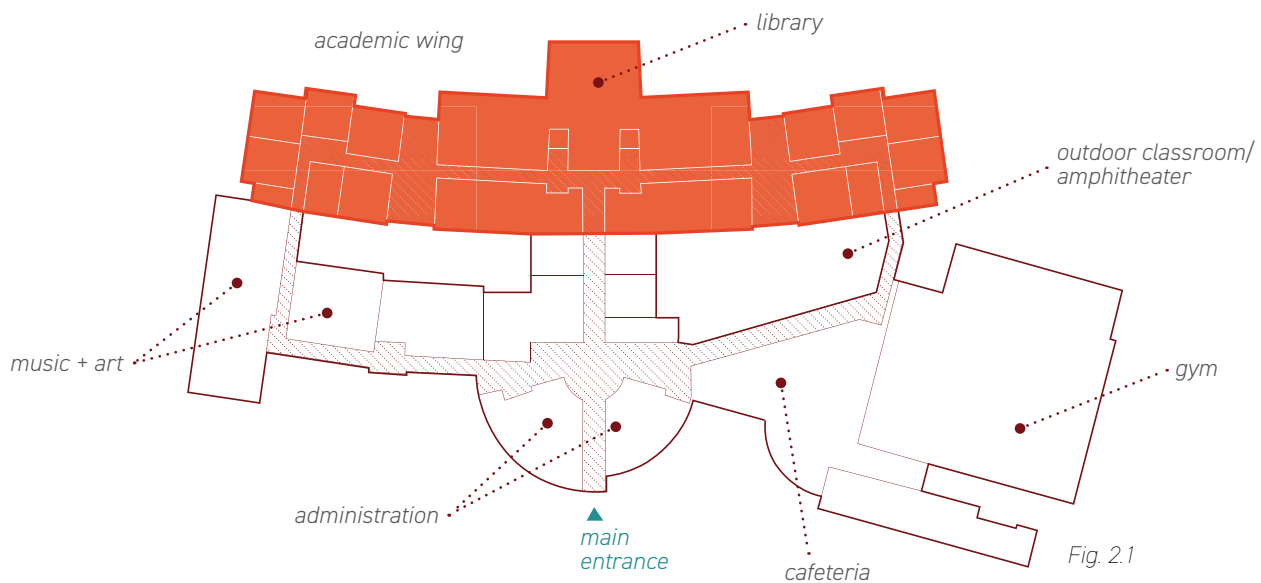 library
academic wing
outdoor classroom/
amphitheater
music + art
gym
administration
main
entrance
Fig. 2.1
cafeteria